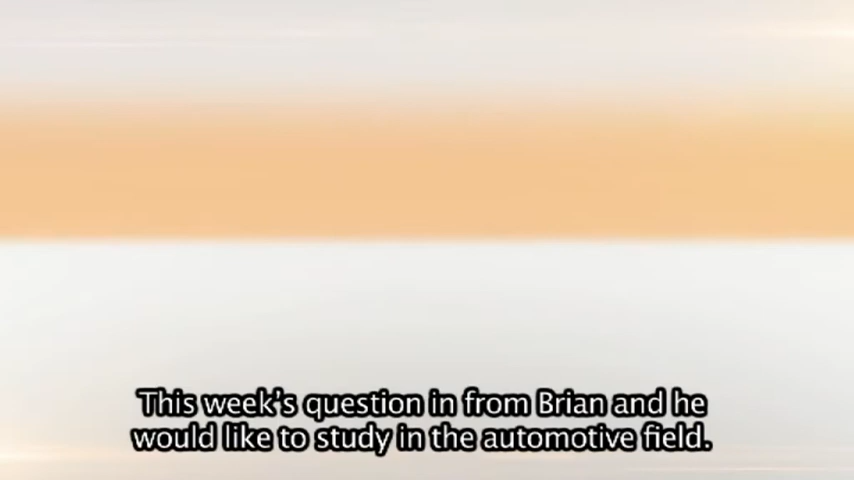 This week's question in from Brian and he
would like to study in the automotive field.